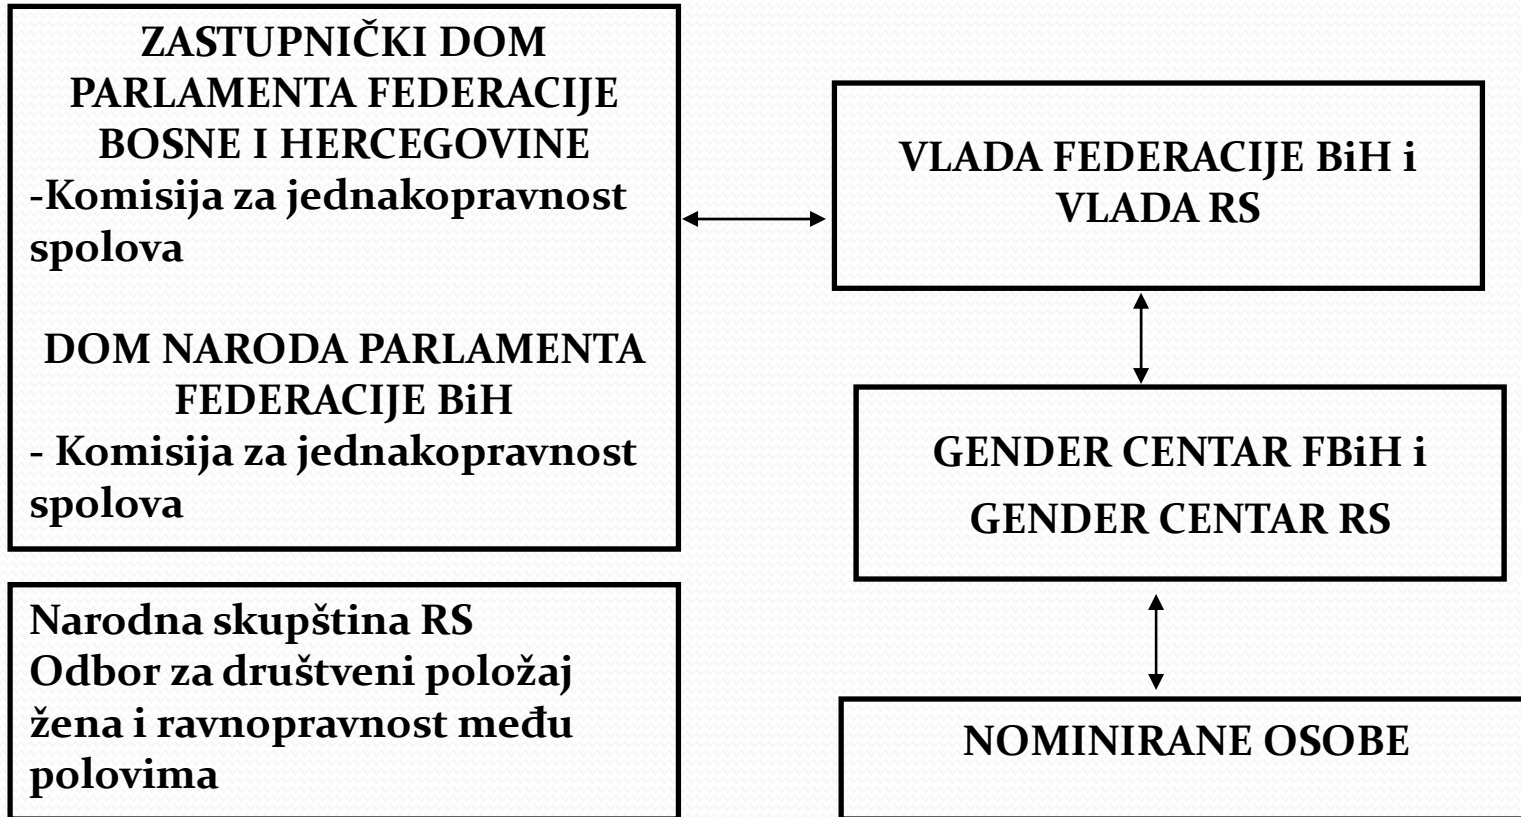 ZASTUPNIČKI DOM
PARLAMENTA FEDERACIJE
BOSNE I HERCEGOVINE
-Komisija za jednakopravnost
spolova
DOM NARODA PARLAMENTA
FEDERACIJE BiH
- Komisija za jednakopravnost
spolova
Narodna skupština RS
Odbor za društveni položaj
žena i ravnopravnost među
polovima
VLADA FEDERACIJE BiH i
VLADA RS
GENDER CENTAR FBiH i
GENDER CENTAR RS
NOMINIRANE OSOBE